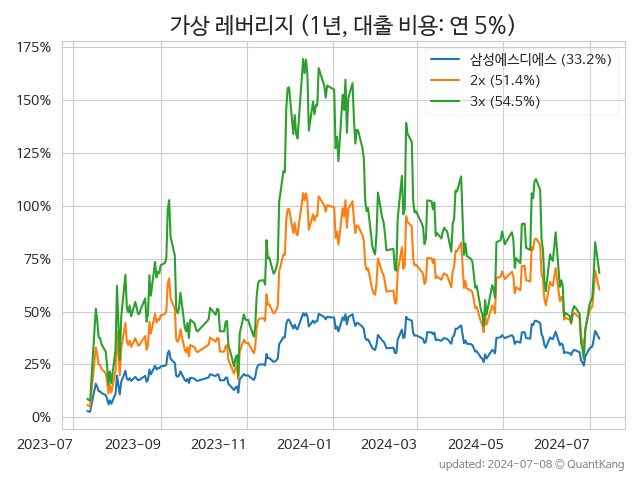 가상 레버리지 (1년, 대출 비용: 연 5%)
175%
150%
125%
100%
75%
50%
25%
0%
삼성에스디에스 (33.2%)
2x (51.4%)
3x (54.5%)
2023-07 2023-09 2023-11 2024-01 2024-03 2024-05 2024-07
updated: 2024-07-08 © QuantKang